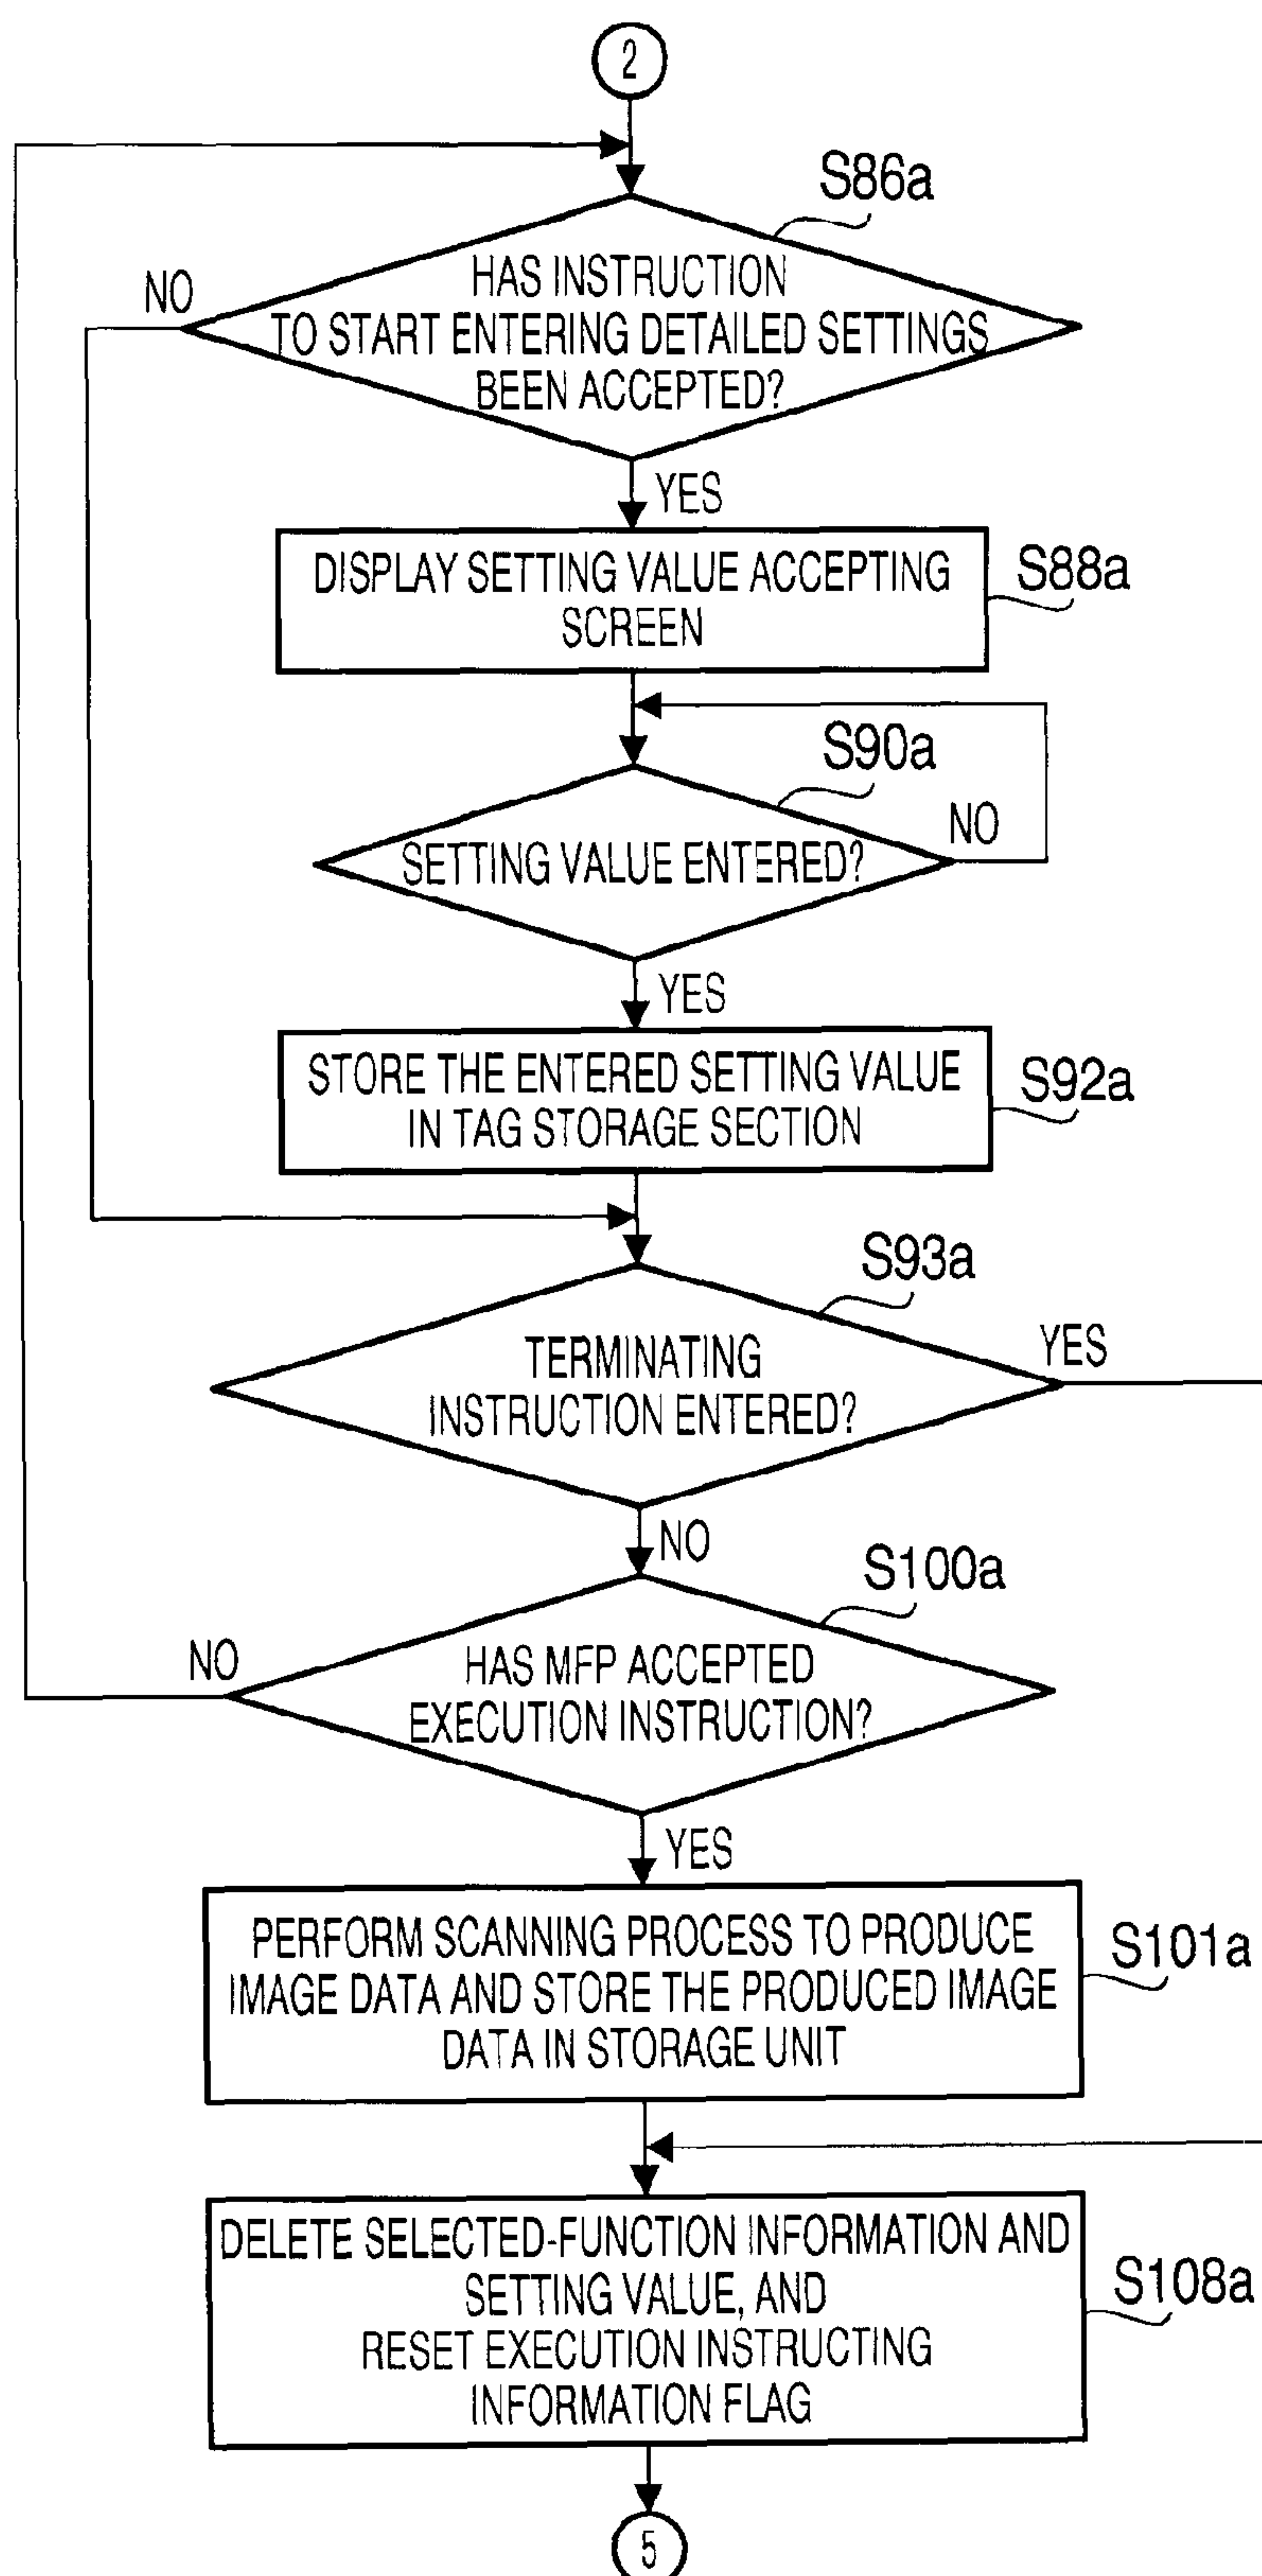 2
S86a
HAS INSTRUCTION
NO
TO START ENTERING DETAILED SETTINGS
BEEN ACCEPTED?
YES
DISPLAY SETTING VALUE ACCEPTING
SCREEN
S88a
S90a
NO
SETTING VALUE ENTERED?
YES
STORE THE ENTERED SETTING VALUE
IN TAG STORAGE SECTION
S92a
S93a
YES
TERMINATING
INSTRUCTION ENTERED?
NO
S100a
NO
HAS MFP ACCEPTED
EXECUTION INSTRUCTION?
YES
PERFORM SCANNING PROCESS TO PRODUCE
IMAGE DATA AND STORE THE PRODUCED IMAGE
DATA IN STORAGE UNIT
S101a
DELETE SELECTED-FUNCTION INFORMATION AND
SETTING VALUE, AND
RESET EXECUTION INSTRUCTING
INFORMATION FLAG
S108a
5